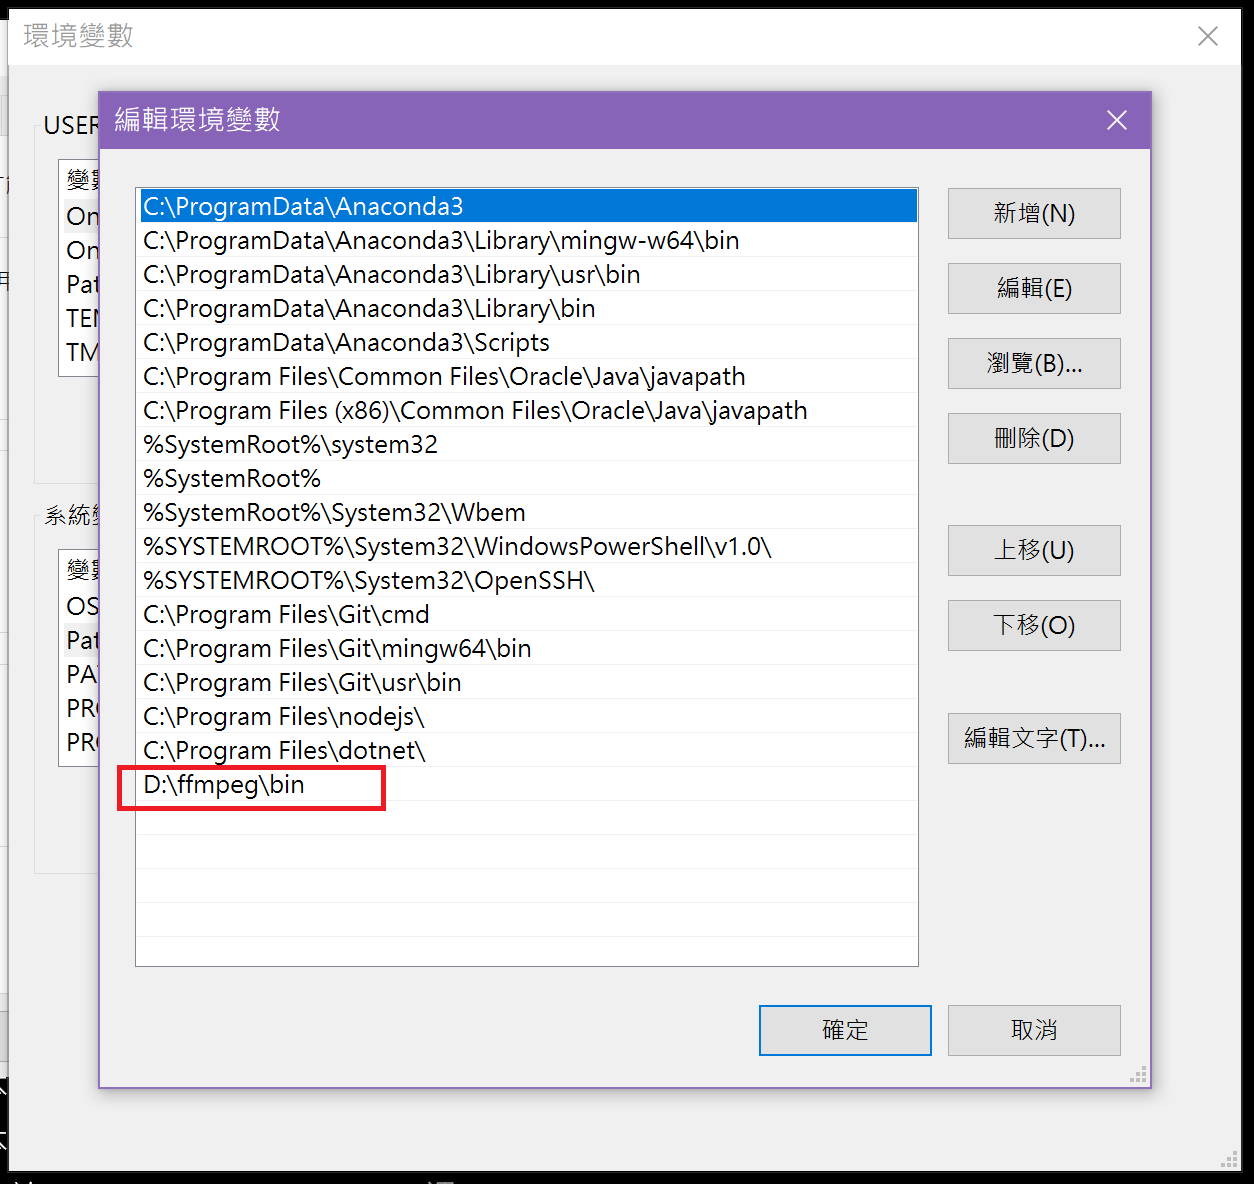 環境變數
編輯環境變數
USER
變數
On
On
Pat
TEM
TM
系統變
變數
OS
Pat
PA
PR
PR
C:\ProgramData\Anaconda3
C:\ProgramData\Anaconda3\Library\mingw-w64\bin
C:\ProgramData\Anaconda3\Library\usr\bin
C:\ProgramData\Anaconda3\Library\bin
C:\ProgramData\Anaconda3\Scripts
C:\Program Files\Common Files\Oracle\Java\javapath
C:\Program Files (x86)\Common Files\Oracle\Java\javapath
%SystemRoot%\system32
%SystemRoot%
%SystemRoot%\System32\Wbem
%SYSTEMROOT%\System32\WindowsPowerShell\v1.0\
%SYSTEMROOT%\System32\OpenSSH\
C:\Program Files\Git\cmd
C:\Program Files\Git\mingw64\bin
C:\Program Files\Git\usr\bin
C:\Program Files\nodejs\
C:\Program Files\dotnet\
D:\ffmpeg\bin
新增(N)
編輯(E)
瀏覽(B)...
刪除(D)
上移(U)
下移(O)
編輯文字(T)...
確定
取消